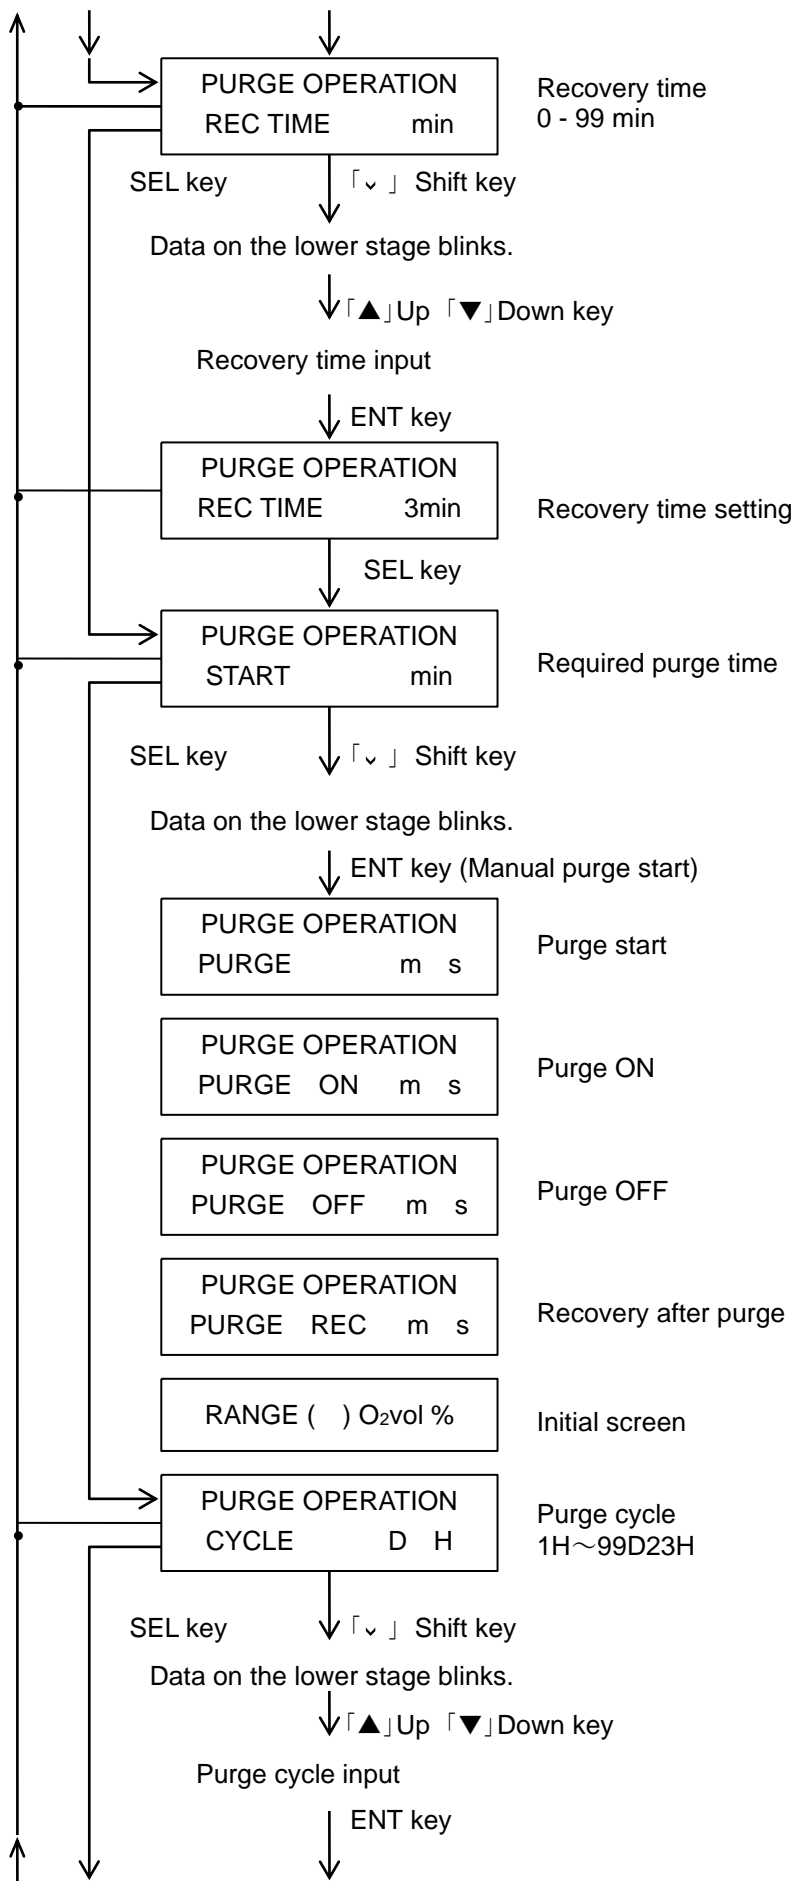 PURGE OPERATION
REC TIME min
Recovery time
0 - 99 min
SEL key
「⌄」 Shift key
Data on the lower stage blinks.
「▲」Up 「▼」Down key
Recovery time input
ENT key
PURGE OPERATION
REC TIME 3min
Recovery time setting
SEL key
PURGE OPERATION
START min
Required purge time
SEL key
「⌄」 Shift key
Data on the lower stage blinks.
ENT key (Manual purge start)
PURGE OPERATION
PURGE m s
Purge start
PURGE OPERATION
PURGE ON m s
Purge ON
PURGE OPERATION
PURGE OFF m s
Purge OFF
PURGE OPERATION
PURGE REC m s
Recovery after purge
RANGE ( ) O₂vol %
Initial screen
PURGE OPERATION
CYCLE D H
Purge cycle
1H～99D23H
SEL key
「⌄」 Shift key
Data on the lower stage blinks.
「▲」Up 「▼」Down key
Purge cycle input
ENT key